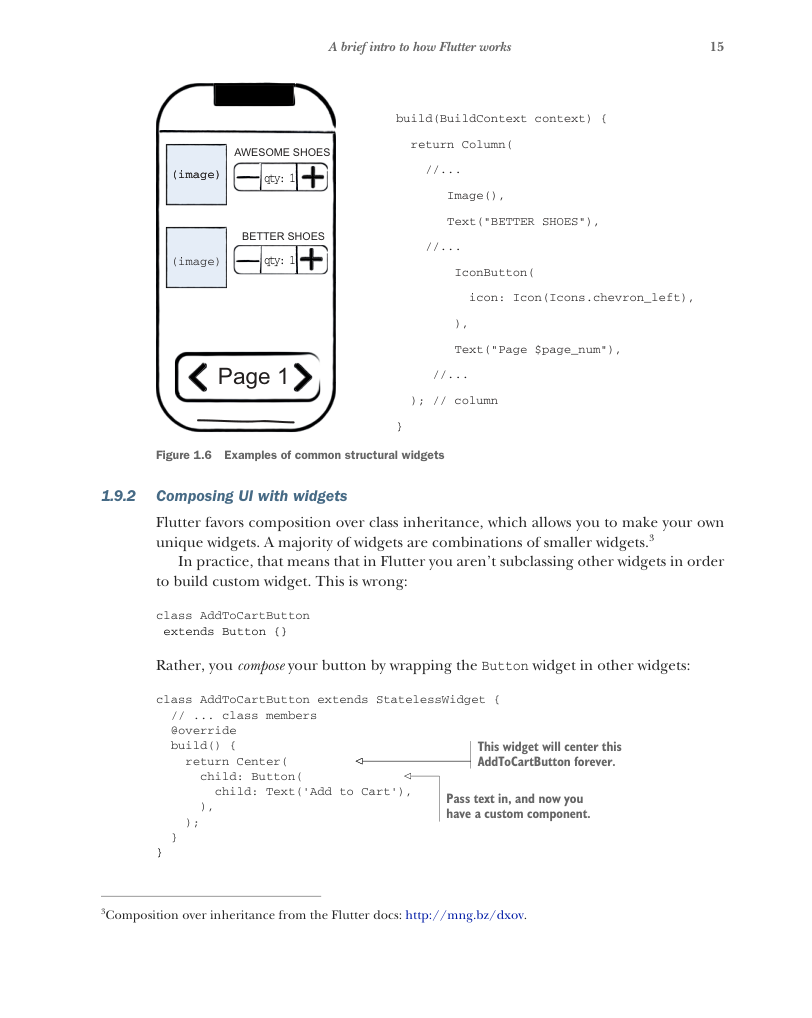 A brief intro to how Flutter works 15
(image)
AWESOME SHOES
qty: 1
(image)
BETTER SHOES
qty: 1
Page 1
build(BuildContext context) {
return Column(
//...
Image(),
Text("BETTER SHOES"),
//...
IconButton(
icon: Icon(Icons.chevron_left),
),
Text("Page $page_num"),
//...
); // column
}
Figure 1.6 Examples of common structural widgets
1.9.2 Composing UI with widgets
Flutter favors composition over class inheritance, which allows you to make your own
unique widgets. A majority of widgets are combinations of smaller widgets.3
In practice, that means that in Flutter you aren't subclassing other widgets in order
to build custom widget. This is wrong:
class AddToCartButton
extends Button {}
Rather, you compose your button by wrapping the Button widget in other widgets:
class AddToCartButton extends StatelessWidget {
// ... class members
@override
build() {
return Center(
child: Button(
child: Text('Add to Cart'),
),
);
}
}
This widget will center this
AddToCartButton forever.
Pass text in, and now you
have a custom component.
3Composition over inheritance from the Flutter docs: http://mng.bz/dxov.